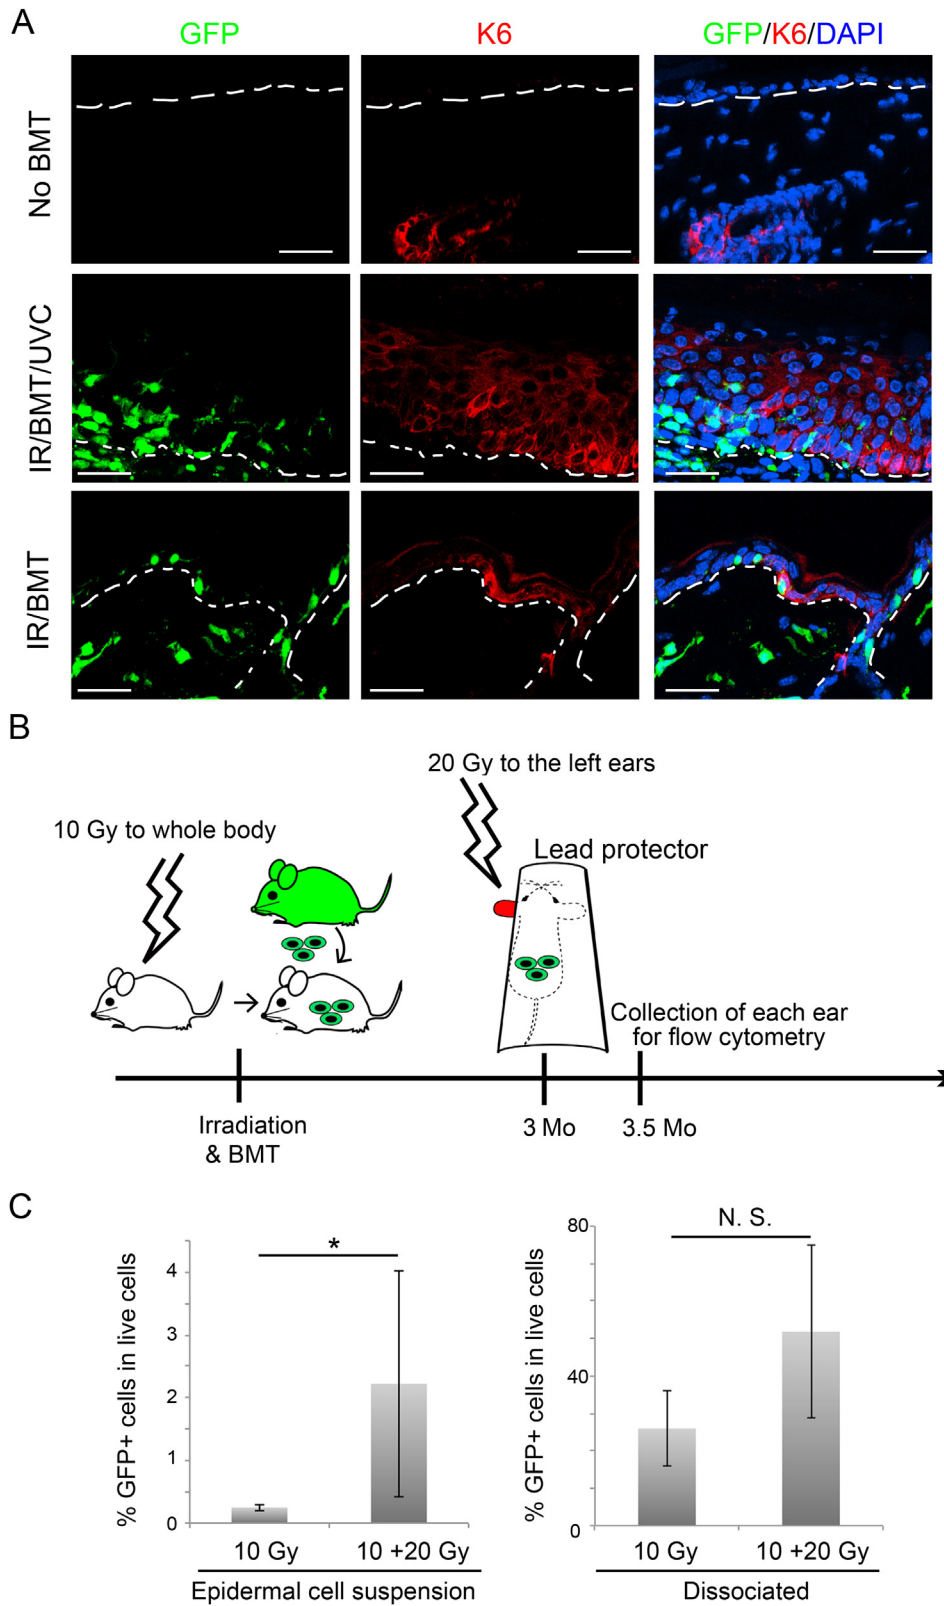 A
GFP
K6
GFP/K6/DAPI
No BMT
IR/BMT/UVC
IR/BMT
B
20 Gy to the left ears
10 Gy to whole body
Lead protector
Collection of each ear
for flow cytometry
Irradiation
& BMT
3 Mo
3.5 Mo
C
% GFP+ cells in live cells
4
3
2
1
0
*
10 Gy
10 +20 Gy
Epidermal cell suspension
% GFP+ cells in live cells
80
40
0
N. S.
10 Gy
10 +20 Gy
Dissociated